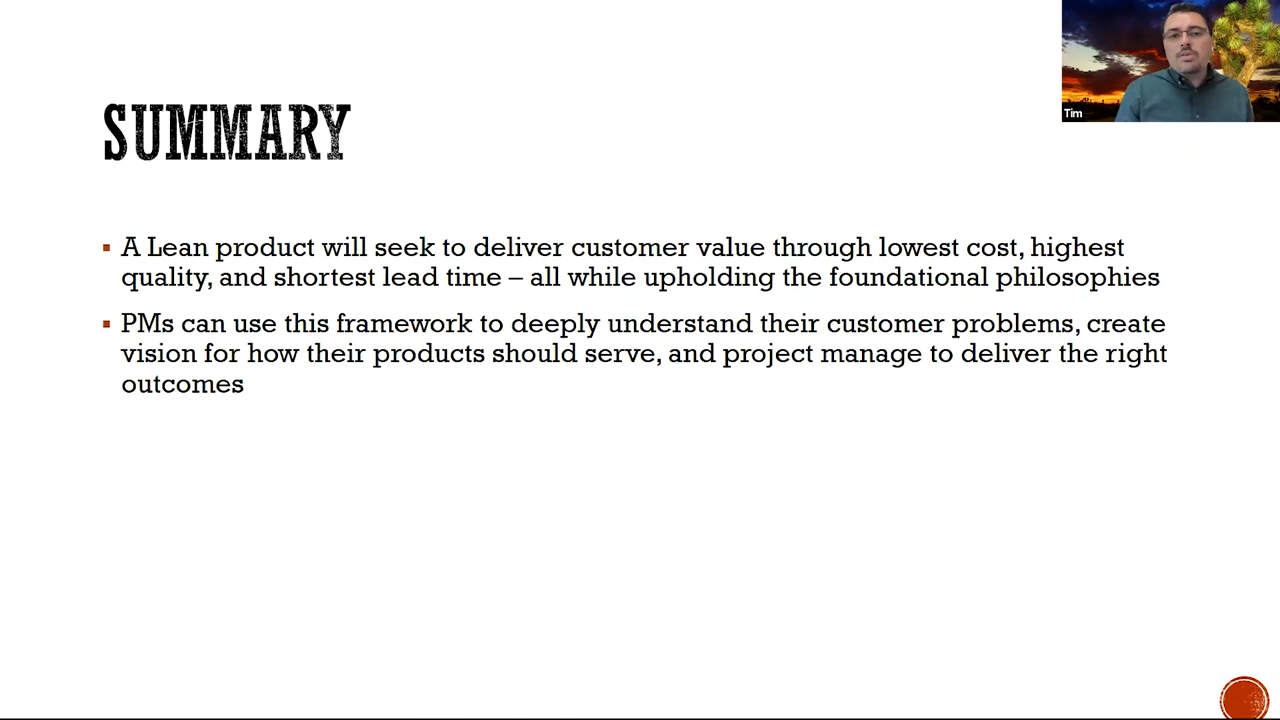 Tim
SUMMARY
▪ A Lean product will seek to deliver customer value through lowest cost, highest
quality, and shortest lead time – all while upholding the foundational philosophies
▪ PMs can use this framework to deeply understand their customer problems, create
vision for how their products should serve, and project manage to deliver the right
outcomes